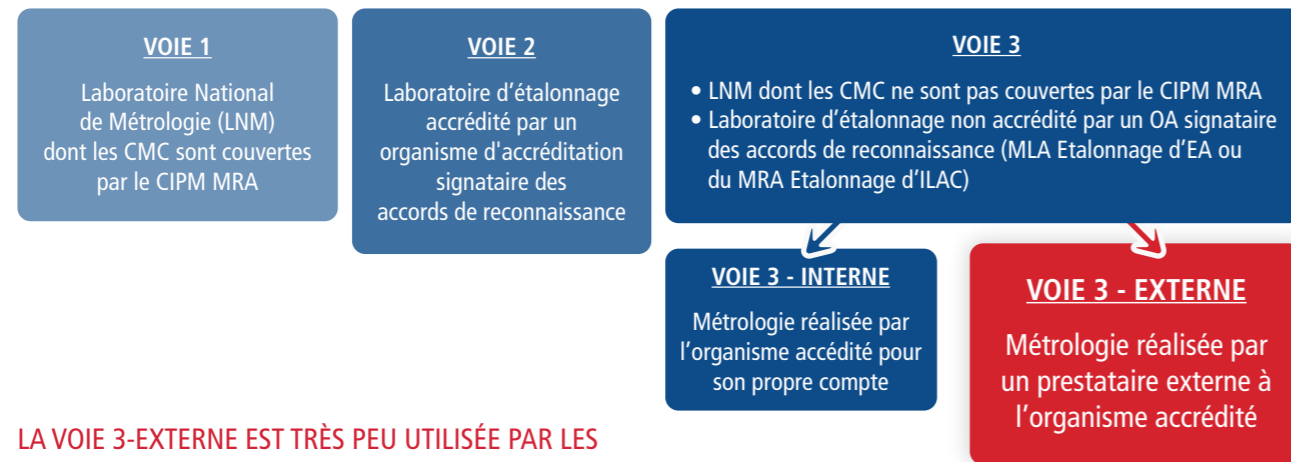 VOIE 1
Laboratoire National
de Métrologie (LNM)
dont les CMC sont couvertes
par le CIPM MRA
VOIE 2
Laboratoire d’étalonnage
accrédité par un
organisme d'accréditation
signataire des
accords de reconnaissance
VOIE 3
• LNM dont les CMC ne sont pas couvertes par le CIPM MRA
• Laboratoire d’étalonnage non accrédité par un OA signataire
des accords de reconnaissance (MLA Etalonnage d’EA ou
du MRA Etalonnage d’ILAC)
VOIE 3 - INTERNE
Métrologie réalisée par
l’organisme accédité pour
son propre compte
VOIE 3 - EXTERNE
Métrologie réalisée par
un prestataire externe à
l’organisme accrédité
LA VOIE 3-EXTERNE EST TRÈS PEU UTILISÉE PAR LES